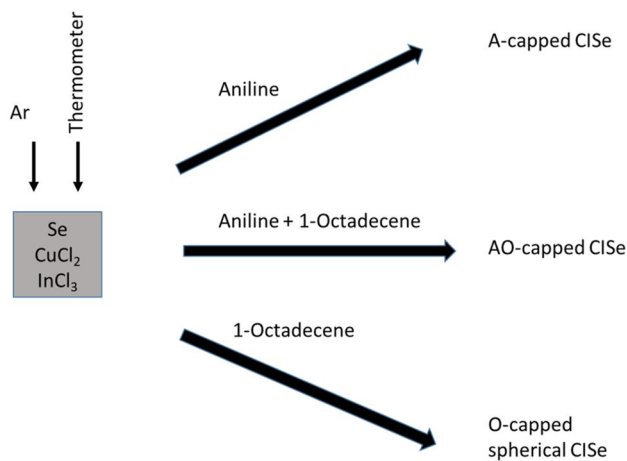 Ar
Thermometer
Se
CuCl₂
InCl₃
Aniline
A-capped CISe
Aniline + 1-Octadecene
AO-capped CISe
1-Octadecene
O-capped
spherical CISe